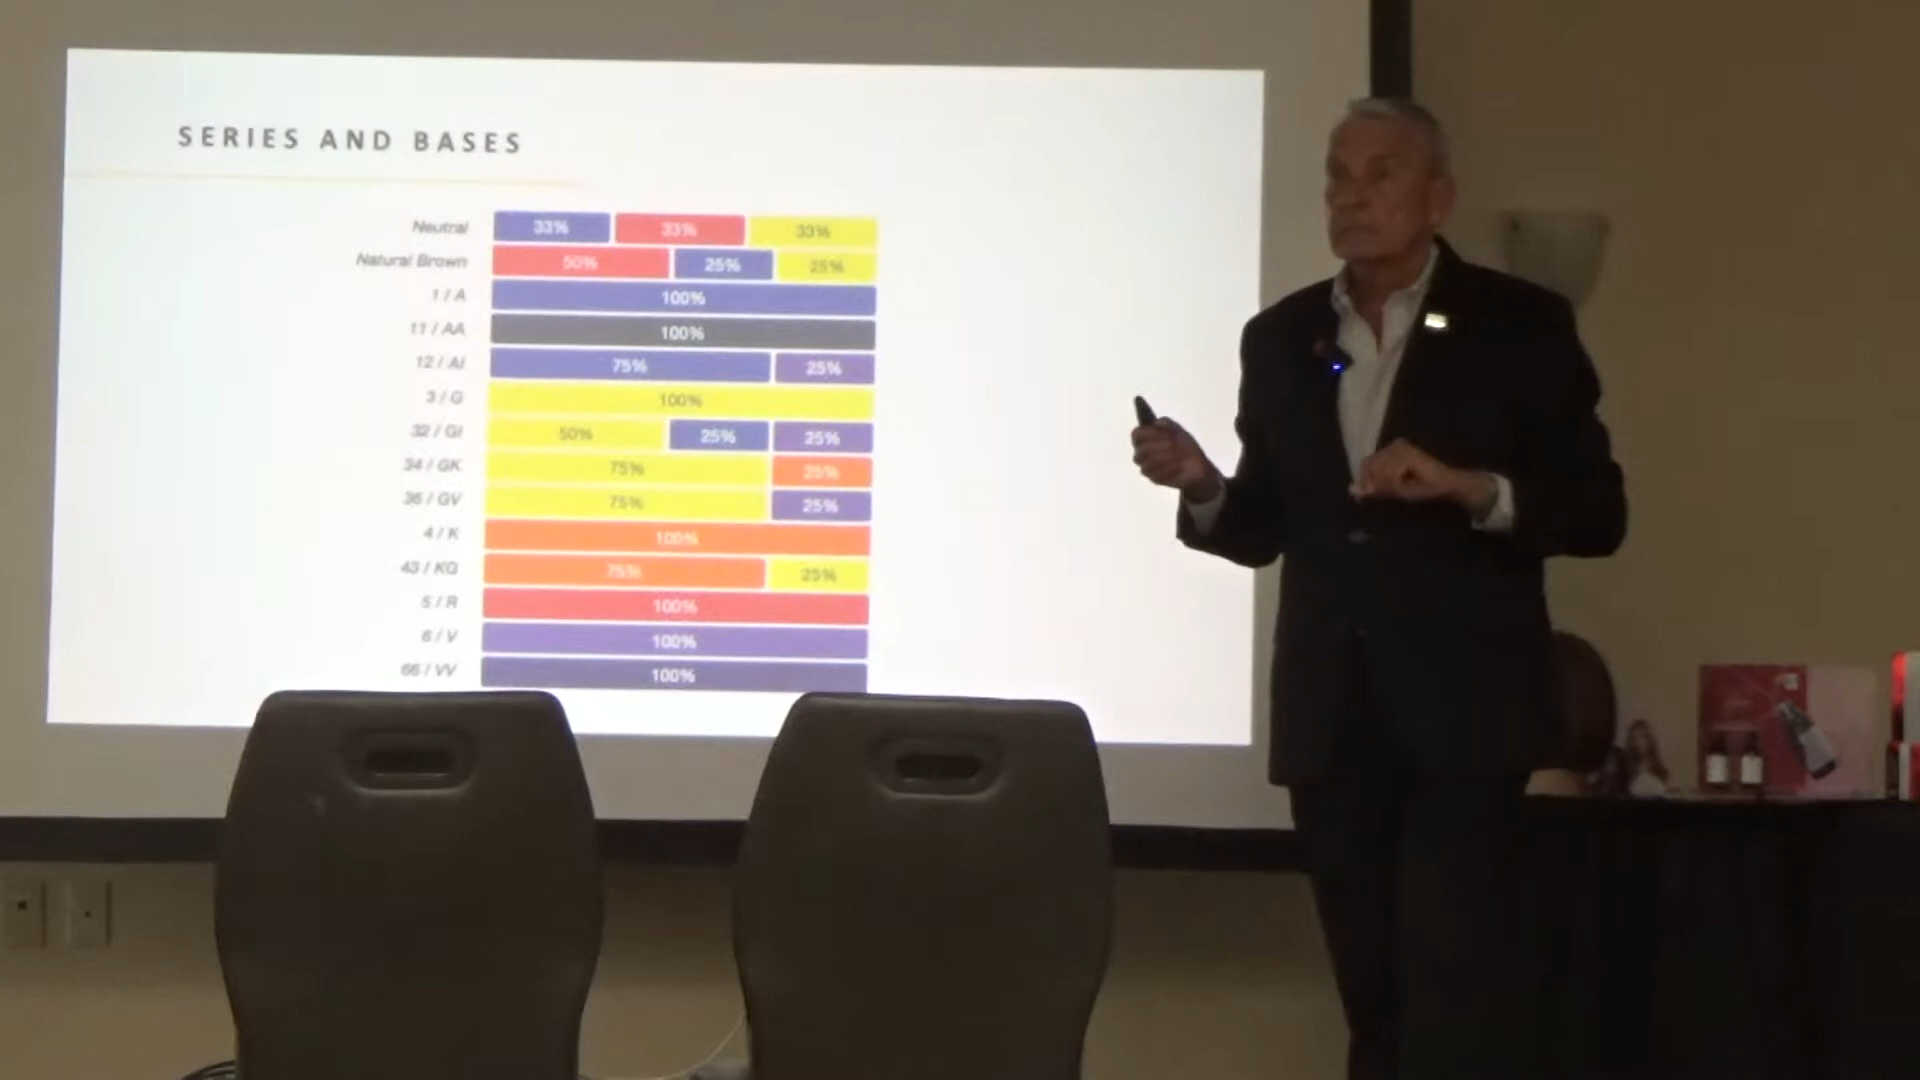 SERIES AND BASES
Neutral 33% 33% 33%
Natural Brown 50% 25% 25%
1 / A 100%
11 / AA 100%
12 / AI 75% 25%
3 / G 100%
32 / GI 50% 25% 25%
34 / GK 75% 25%
36 / GV 75% 25%
4 / K 100%
43 / KG 75% 25%
5 / R 100%
6 / V 100%
66 / VV 100%